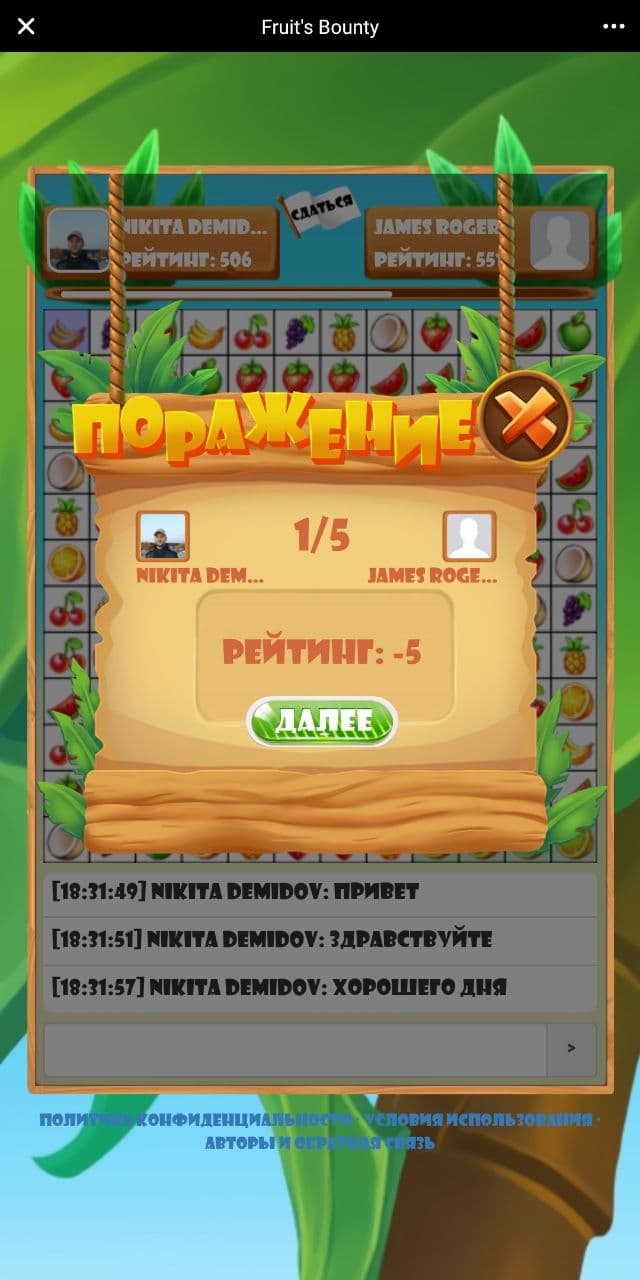 Fruit's Bounty
NIKITA DEMID...
РЕЙТИНГ: 506
СДАТЬСЯ
JAMES ROGER
РЕЙТИНГ: 55
ПОРАЖЕНИЕ
1/5
NIKITA DEM...
JAMES ROGE...
РЕЙТИНГ: -5
ДАЛЕЕ
[18:31:49] NIKITA DEMIDOV: ПРИВЕТ
[18:31:51] NIKITA DEMIDOV: ЗДРАВСТВУЙТЕ
[18:31:57] NIKITA DEMIDOV: ХОРОШЕГО ДНЯ
>
ПОЛИТИКА КОНФИДЕНЦИАЛЬНОСТИ · УСЛОВИЯ ИСПОЛЬЗОВАНИЯ ·
АВТОРЫ И ОБРАТНАЯ СВЯЗЬ